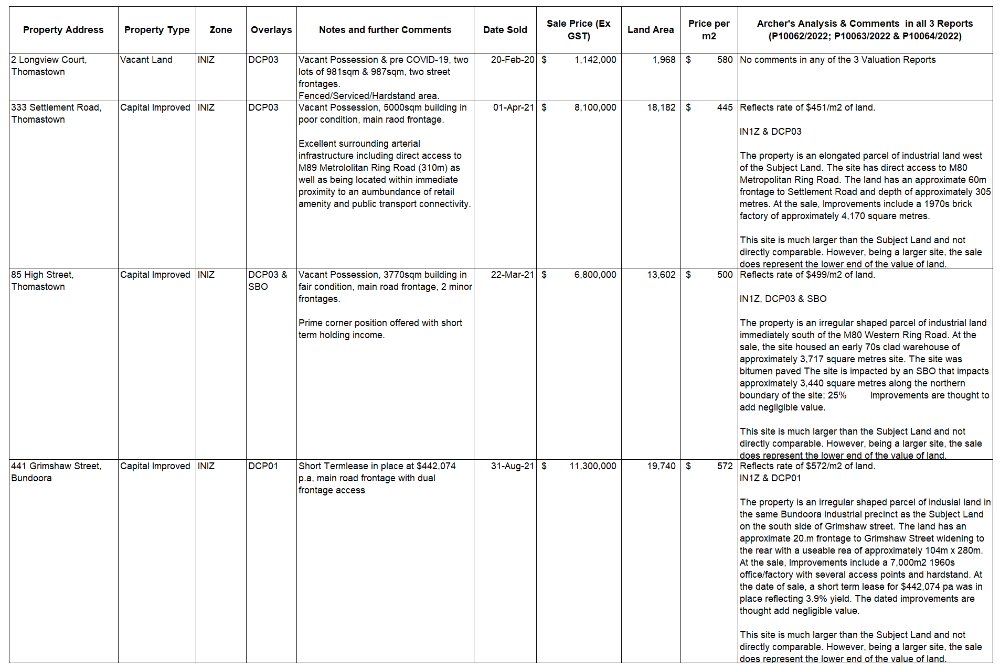 Property Address
Property Type
Zone
Overlays
Notes and further Comments
Date Sold
Sale Price (Ex
GST)
Land Area
Price per
m2
Archer's Analysis & Comments  in all 3 Reports
(P10062/2022; P10063/2022 & P10064/2022)
2 Longview Court,
Thomastown
Vacant Land
INIZ
DCP03
Vacant Possession & pre COVID-19, two
lots of 981sqm & 987sqm, two street
frontages.
Fenced/Serviced/Hardstand area.
20-Feb-20
$ 1,142,000
1,968
$ 580
No comments in any of the 3 Valuation Reports
333 Settlement Road,
Thomastown
Capital Improved
INIZ
DCP03
Vacant Possession, 5000sqm building in
poor condition, main raod frontage.
Excellent surrounding arterial
infrastructure including direct access to
M89 Metrololitan Ring Road (310m) as
well as being located within immediate
proximity to an aumbundance of retail
amenity and public transport connectivity.
01-Apr-21
$ 8,100,000
18,182
$ 445
Reflects rate of $451/m2 of land.
IN1Z & DCP03
The property is an elongated parcel of industrial land west
of the Subject Land. The site has direct access to M80
Metropolitan Ring Road. The land has an approximate 60m
frontage to Settlement Road and depth of approximately 305
metres. At the sale, Improvements include a 1970s brick
factory of approximately 4,170 square metres.
This site is much larger than the Subject Land and not
directly comparable. However, being a larger site, the sale
does represent the lower end of the value of land.
85 High Street,
Thomastown
Capital Improved
INIZ
DCP03 &
SBO
Vacant Possession, 3770sqm building in
fair condition, main road frontage, 2 minor
frontages.
Prime corner position offered with short
term holding income.
22-Mar-21
$ 6,800,000
13,602
$ 500
Reflects rate of $499/m2 of land.
IN1Z, DCP03 & SBO
The property is an irregular shaped parcel of industrial land
immediately south of the M80 Western Ring Road. At the
sale, the site housed an early 70s clad warehouse of
approximately 3,717 square metres site. The site was
bitumen paved The site is impacted by an SBO that impacts
approximately 3,440 square metres along the northern
boundary of the site; 25%        Improvements are thought to
add negligible value.
This site is much larger than the Subject Land and not
directly comparable. However, being a larger site, the sale
does represent the lower end of the value of land.
441 Grimshaw Street,
Bundoora
Capital Improved
INIZ
DCP01
Short Termlease in place at $442,074
p.a, main road frontage with dual
frontage access
31-Aug-21
$ 11,300,000
19,740
$ 572
Reflects rate of $572/m2 of land.
IN1Z & DCP01
The property is an irregular shaped parcel of indusial land in
the same Bundoora industrial precinct as the Subject Land
on the south side of Grimshaw street. The land has an
approximate 20.m frontage to Grimshaw Street widening to
the rear with a useable rea of approximately 104m x 280m.
At the sale, Improvements include a 7,000m2 1960s
office/factory with several access points and hardstand. At
the date of sale, a short term lease for $442,074 pa was in
place reflecting 3.9% yield. The dated improvements are
thought add negligible value.
This site is much larger than the Subject Land and not
directly comparable. However, being a larger site, the sale
does represent the lower end of the value of land.